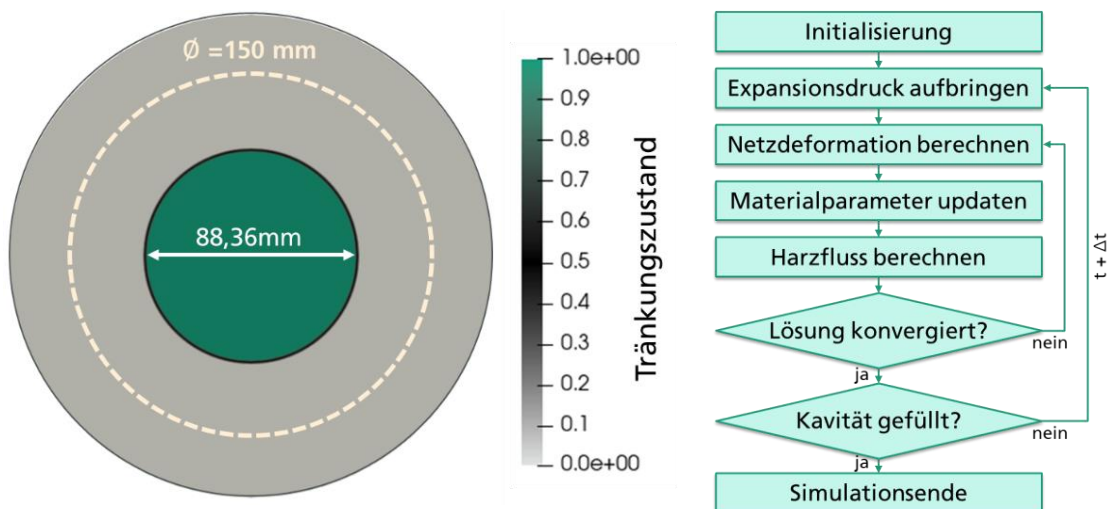 Ø =150 mm
88,36mm
1.0e+00
0.9
0.8
0.7
0.6
0.5
0.4
0.3
0.2
0.1
0.0e+00
Tränkungszustand
Initialisierung
Expansionsdruck aufbringen
Netzdeformation berechnen
Materialparameter updaten
Harzfluss berechnen
Lösung konvergiert?
nein
ja
Kavität gefüllt?
nein
ja
Simulationsende
t + Δt